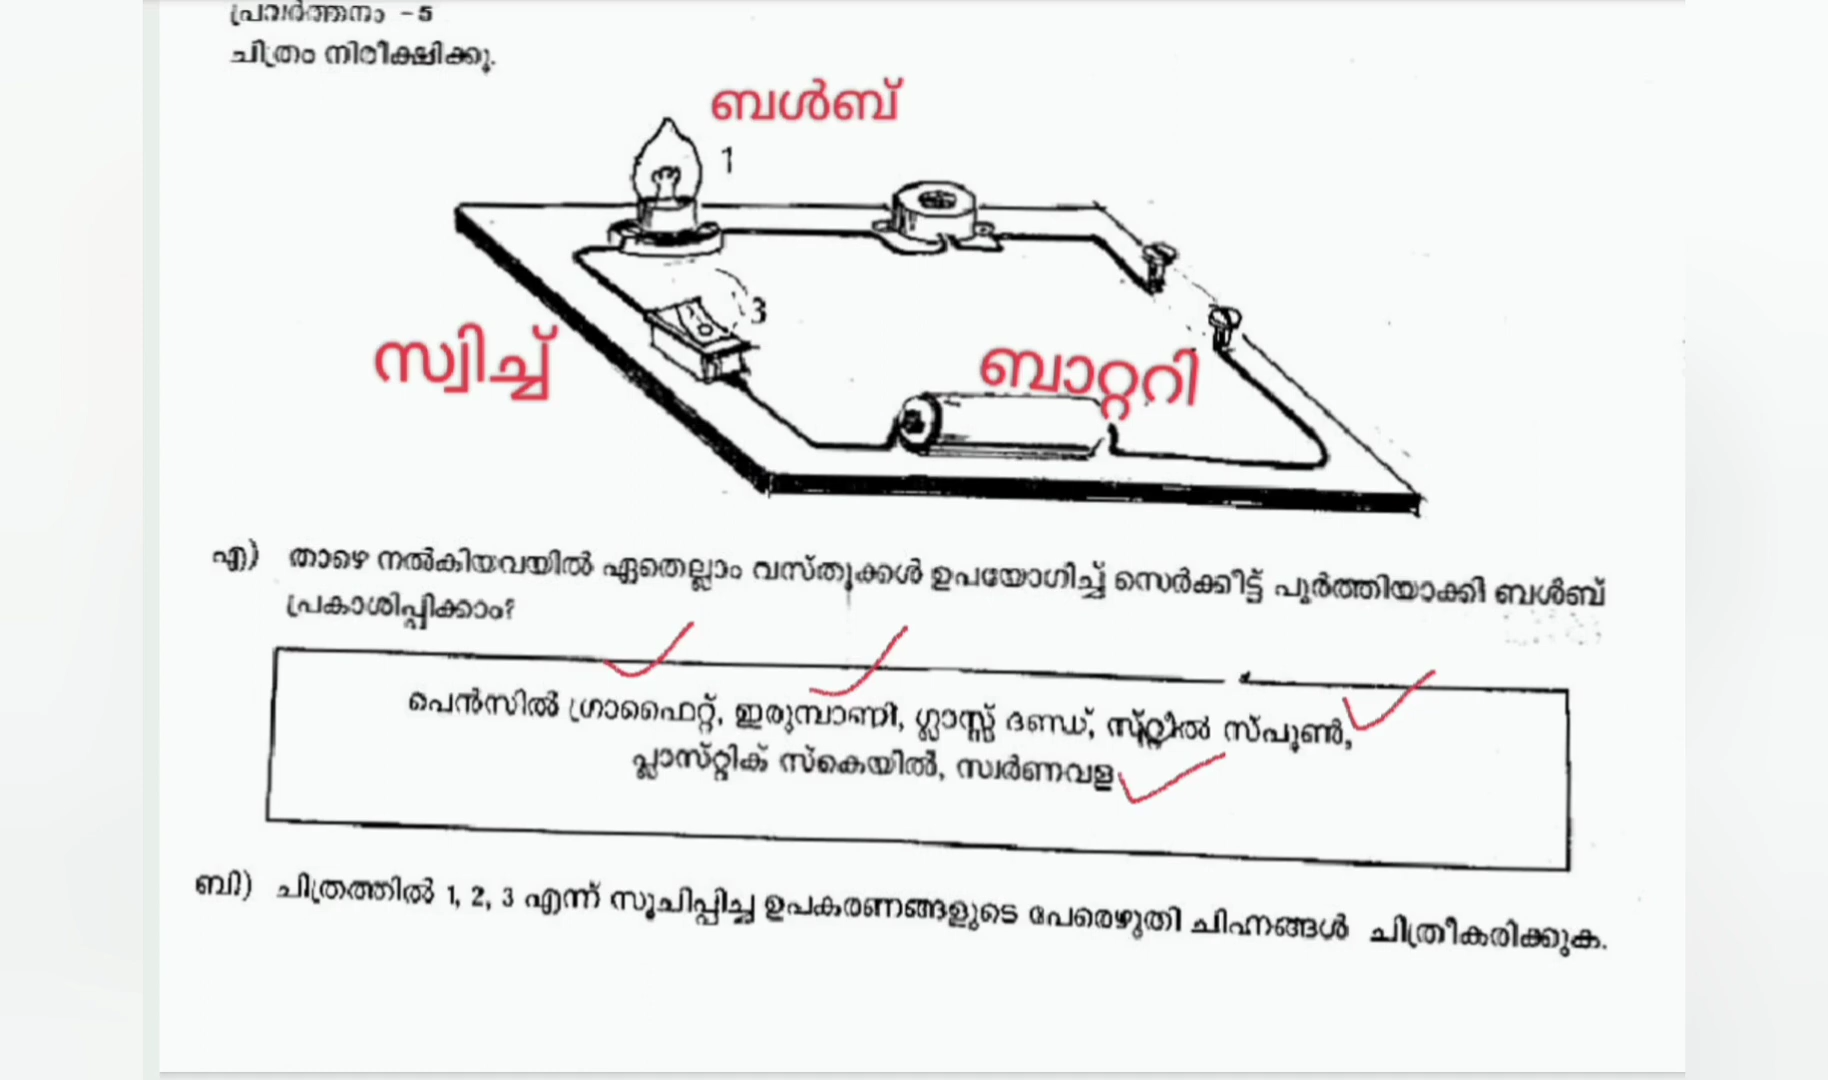 പ്രവർത്തനം - 5
ചിത്രം നിരീക്ഷിക്കൂ.
ബൾബ്
1
3
സ്വിച്ച്
ബാറ്ററി
എ) താഴെ നൽകിയവയിൽ ഏതെല്ലാം വസ്തുക്കൾ ഉപയോഗിച്ച് സെർക്കീട്ട് പൂർത്തിയാക്കി ബൾബ്
പ്രകാശിപ്പിക്കാം?
പെൻസിൽ ഗ്രാഫൈറ്റ്, ഇരുമ്പാണി, ഗ്ലാസ്സ് ദണ്ഡ്, സ്റ്റീൽ സ്പൂൺ,
പ്ലാസ്റ്റിക് സ്കെയിൽ, സ്വർണവള
ബി) ചിത്രത്തിൽ 1, 2, 3 എന്ന് സൂചിപ്പിച്ച ഉപകരണങ്ങളുടെ പേരെഴുതി ചിഹ്നങ്ങൾ ചിത്രീകരിക്കുക.